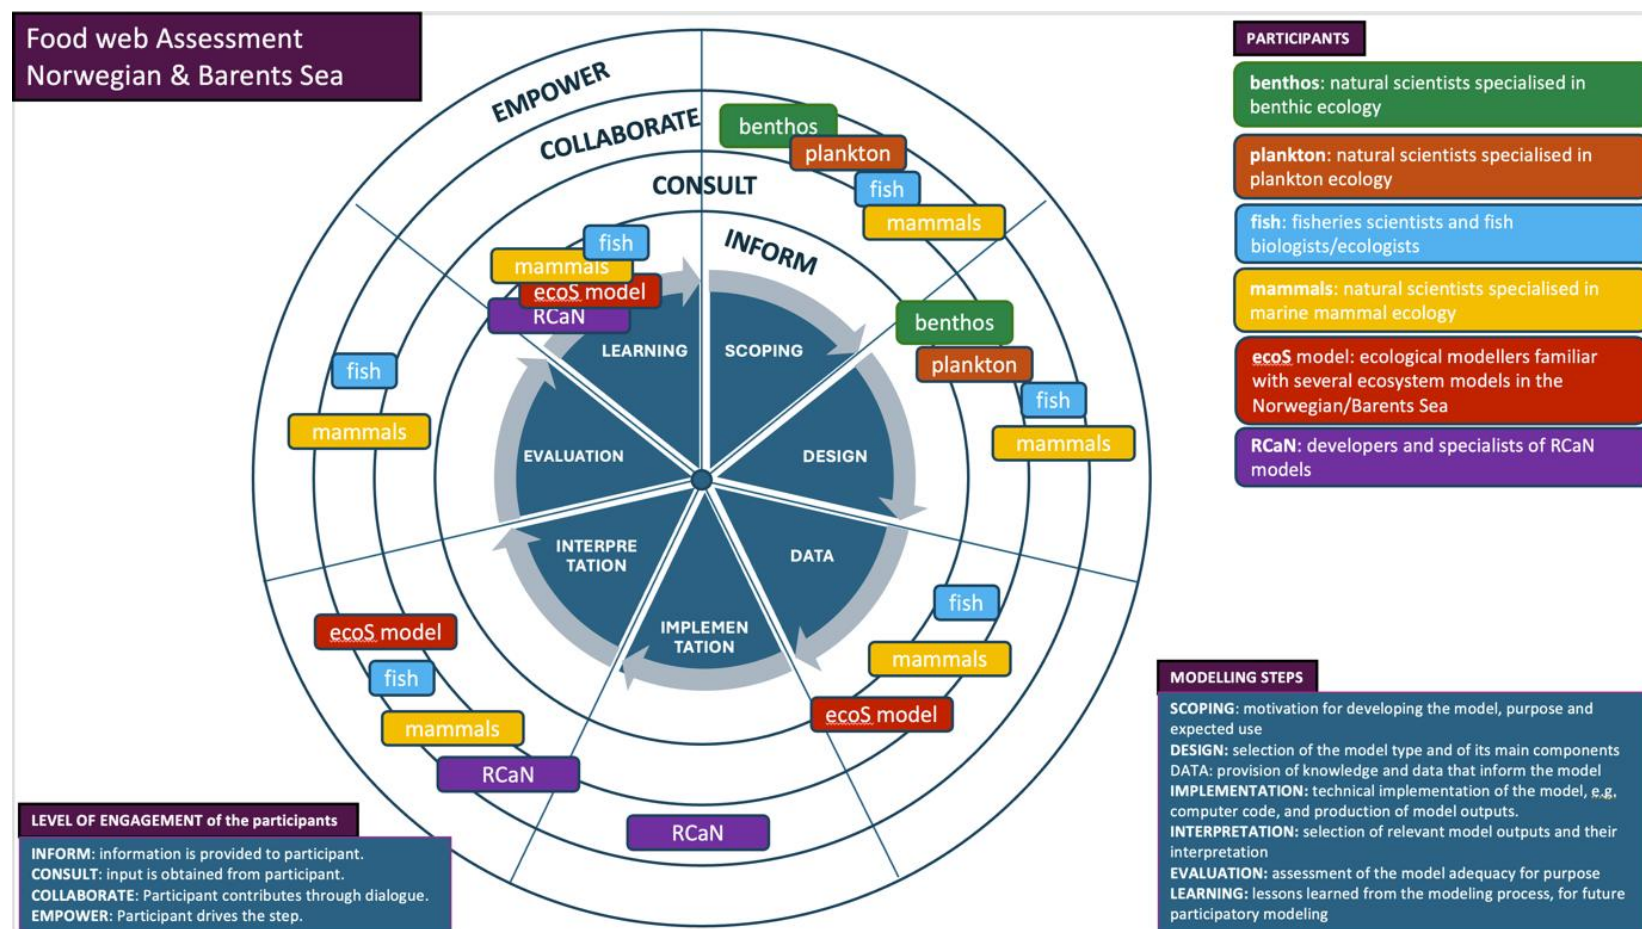 Food web Assessment
Norwegian & Barents Sea
EMPOWER
COLLABORATE
CONSULT
INFORM
benthos
plankton
fish
mammals
benthos
plankton
fish
mammals
fish
mammals
ecoS model
RCaN
ecoS model
fish
mammals
RCaN
fish
mammals
fish
mammals
ecoS model
RCaN
LEARNING
SCOPING
DESIGN
DATA
IMPLEMEN
TATION
INTERPRE
TATION
EVALUATION
PARTICIPANTS
benthos: natural scientists specialised in
benthic ecology
plankton: natural scientists specialised in
plankton ecology
fish: fisheries scientists and fish
biologists/ecologists
mammals: natural scientists specialised in
marine mammal ecology
ecoS model: ecological modellers familiar
with several ecosystem models in the
Norwegian/Barents Sea
RCaN: developers and specialists of RCaN
models
LEVEL OF ENGAGEMENT of the participants
INFORM: information is provided to participant.
CONSULT: input is obtained from participant.
COLLABORATE: Participant contributes through dialogue.
EMPOWER: Participant drives the step.
MODELLING STEPS
SCOPING: motivation for developing the model, purpose and
expected use
DESIGN: selection of the model type and of its main components
DATA: provision of knowledge and data that inform the model
IMPLEMENTATION: technical implementation of the model, e.g,
computer code, and production of model outputs.
INTERPRETATION: selection of relevant model outputs and their
interpretation
EVALUATION: assessment of the model adequacy for purpose
LEARNING: lessons learned from the modeling process, for future
participatory modeling